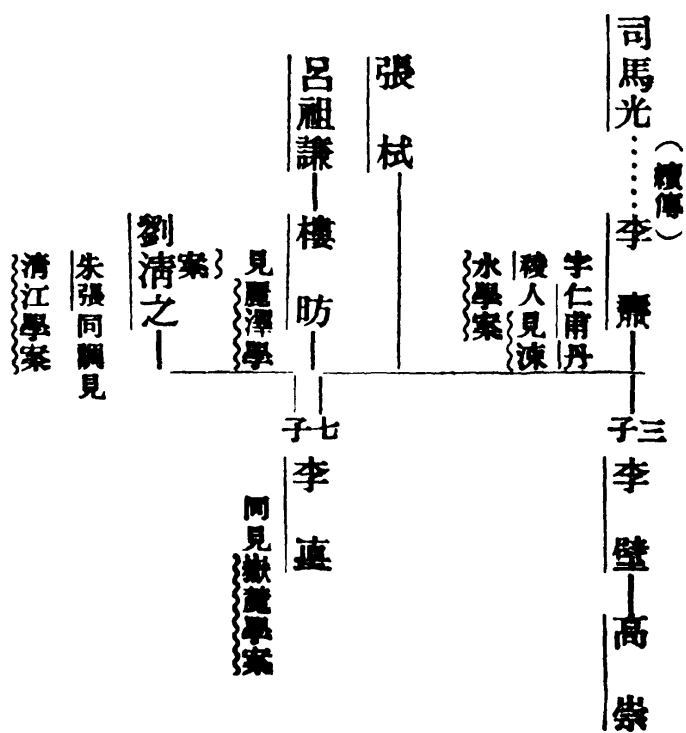 司馬光
(續傳)
李燾
字仁甫丹
稜人見涑
水學案
三子
李壁
高崇
張栻
呂祖謙
樓昉
見麗澤學
案
七子
李
同見嶽麓學案
劉清之
朱張同調見
清江學案